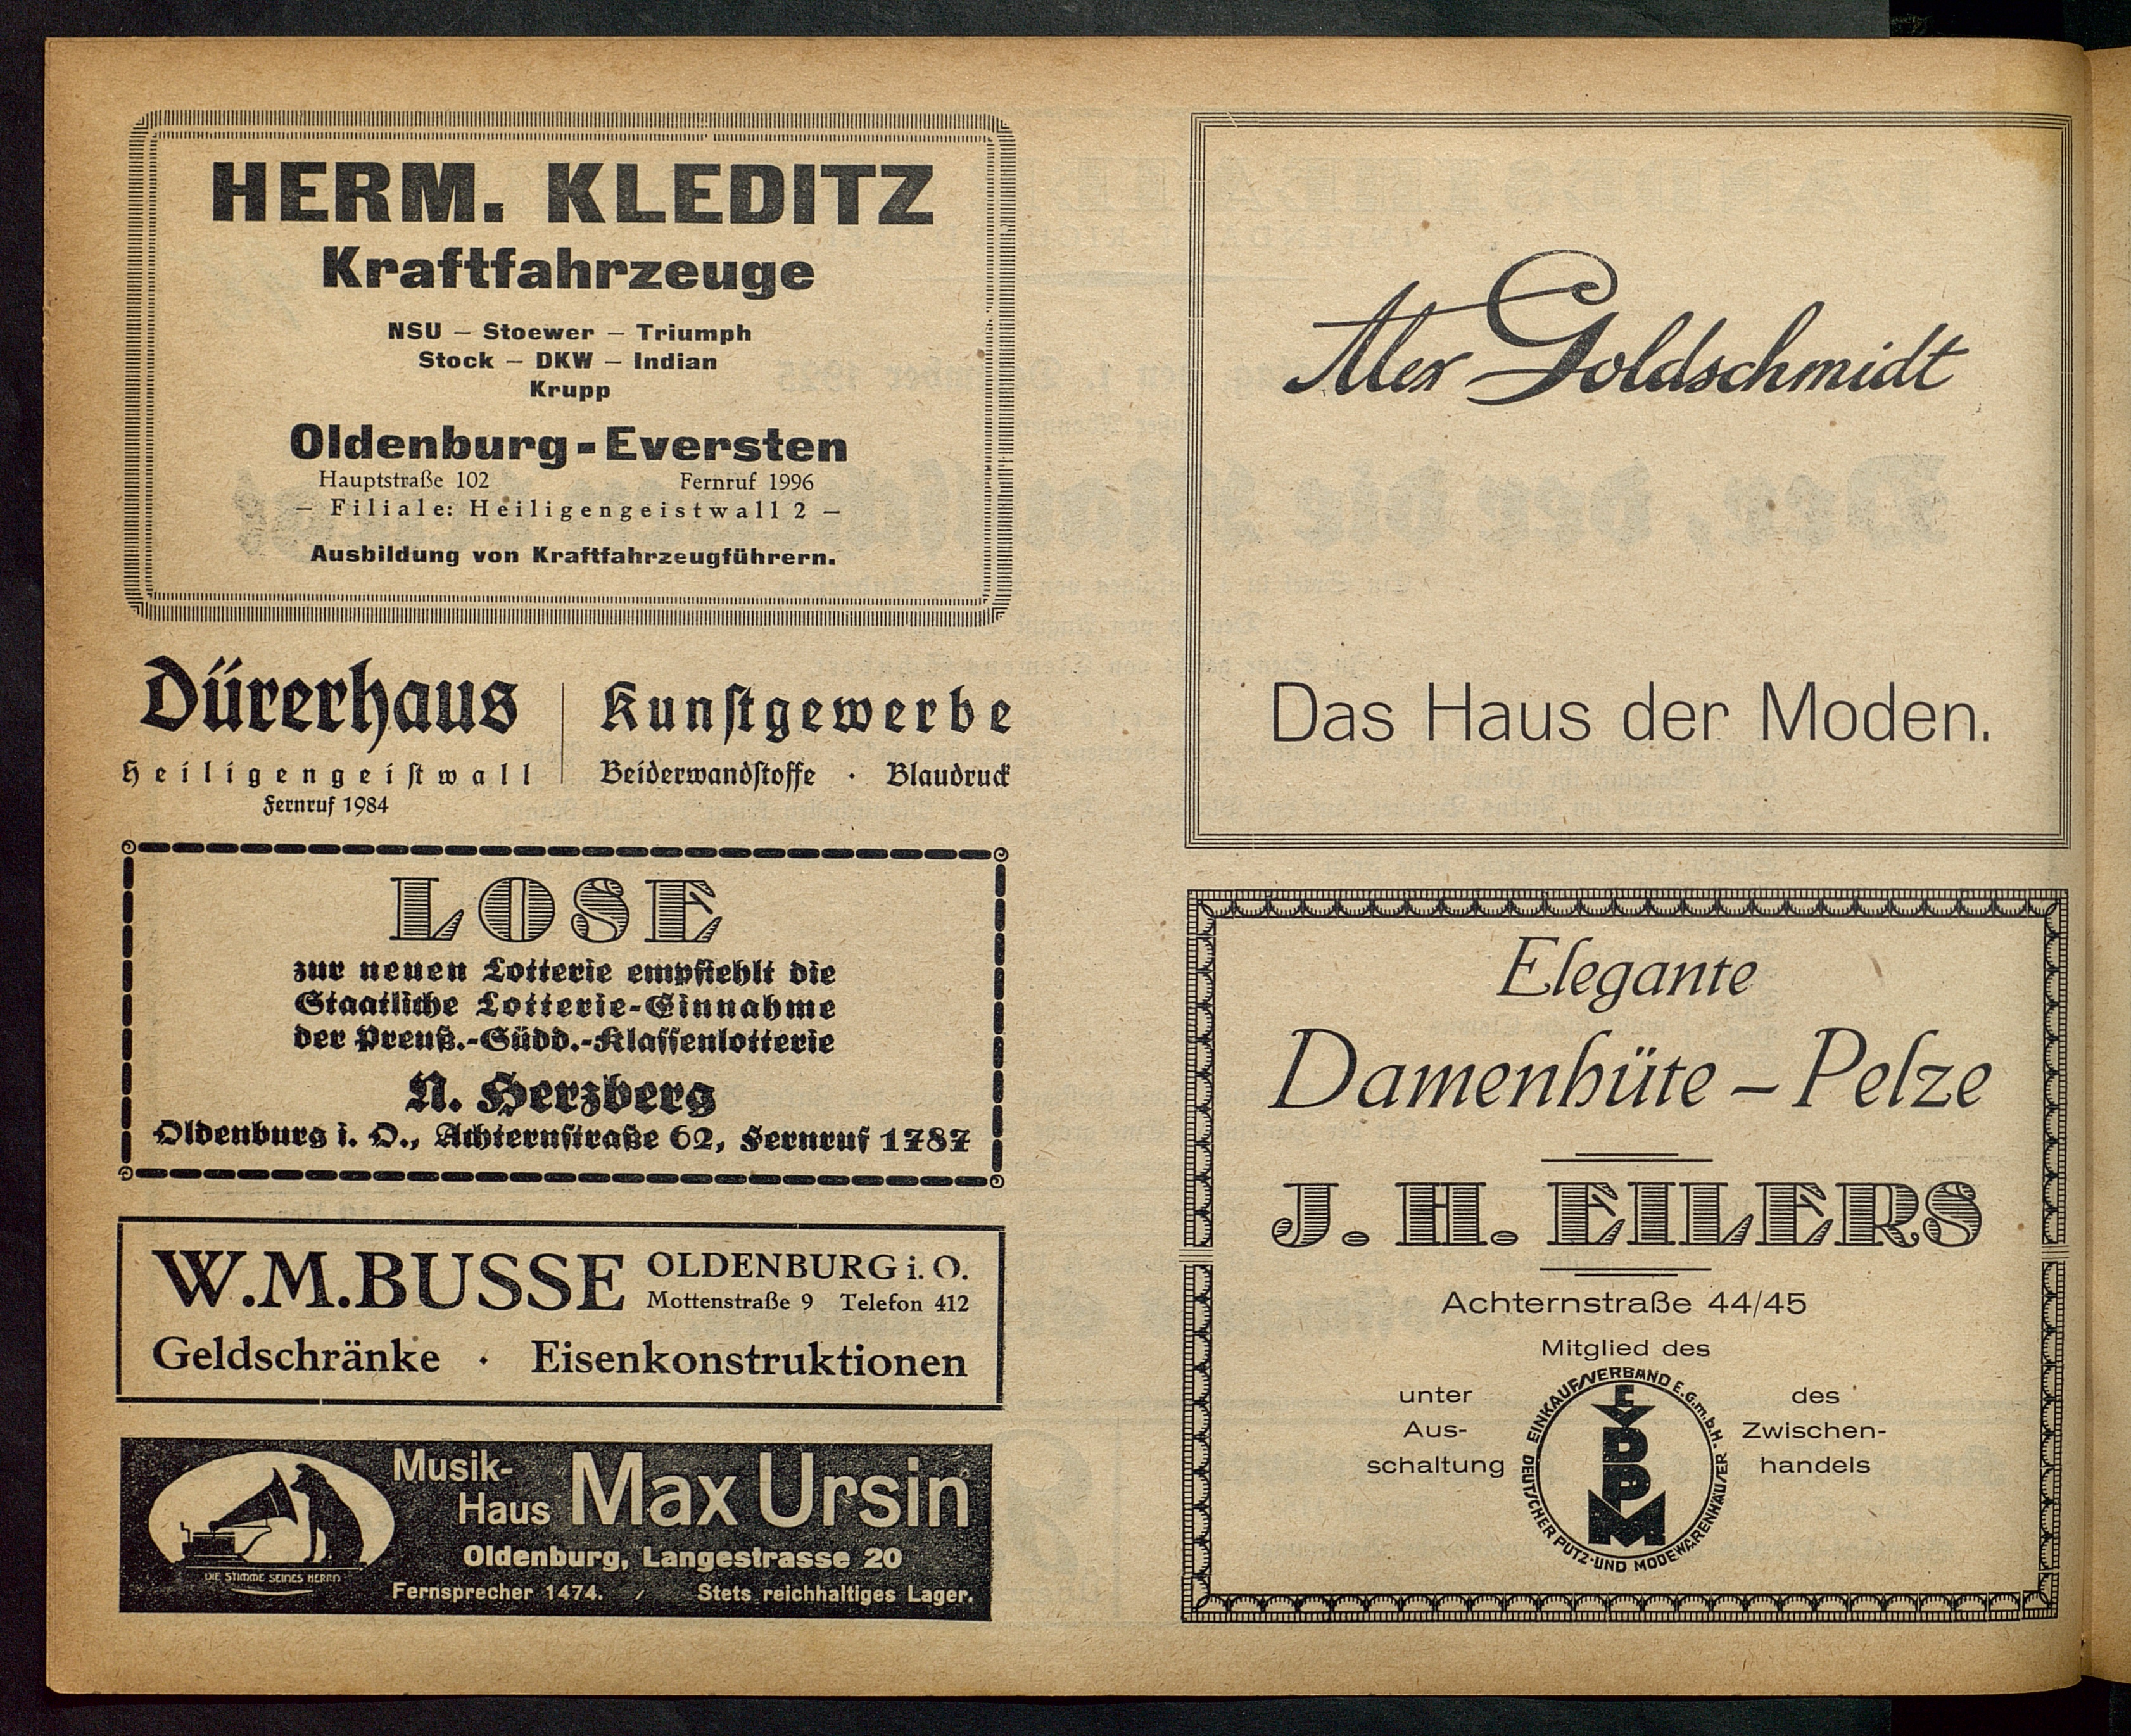 HERM. KLEDITZ
Kraftfahrzeuge
NSU — Stoewer — Triumph
Stock — DKW — Indian
Krupp
Oldenburg-Eversten
Hauptstraße 102 Fernruf 1996
— Filiale: Heiligengeistwall 2 —
Ausbildung von Kraftfahrzeugführern.
Dürerhaus
Heiligengeistwall
Fernruf 1984
Kunstgewerbe
Beiderwandstoffe · Blaudruck
LOSE
zur neuen Lotterie empfiehlt die
Staatliche Lotterie-Einnahme
der Preuß.-Südd.-Klassenlotterie
N. Herzberg
Oldenburg i. O., Achternstraße 62, Fernruf 1787
W.M.BUSSE OLDENBURG i. O.
Mottenstraße 9 Telefon 412
Geldschränke · Eisenkonstruktionen
DIE STIMME SEINES HERRN
Musik-
Haus Max Ursin
Oldenburg, Langestrasse 20
Fernsprecher 1474. / Stets reichhaltiges Lager.
Alex Goldschmidt
Das Haus der Moden.
Elegante
Damenhüte – Pelze
J. H. EILERS
Achternstraße 44/45
Mitglied des
unter
Aus-
schaltung
EINKAUFSVERBAND E.G.m.b.H.
DEUTSCHER PUTZ-UND MODEWARENHÄUSER
EVDPM
des
Zwischen-
handels